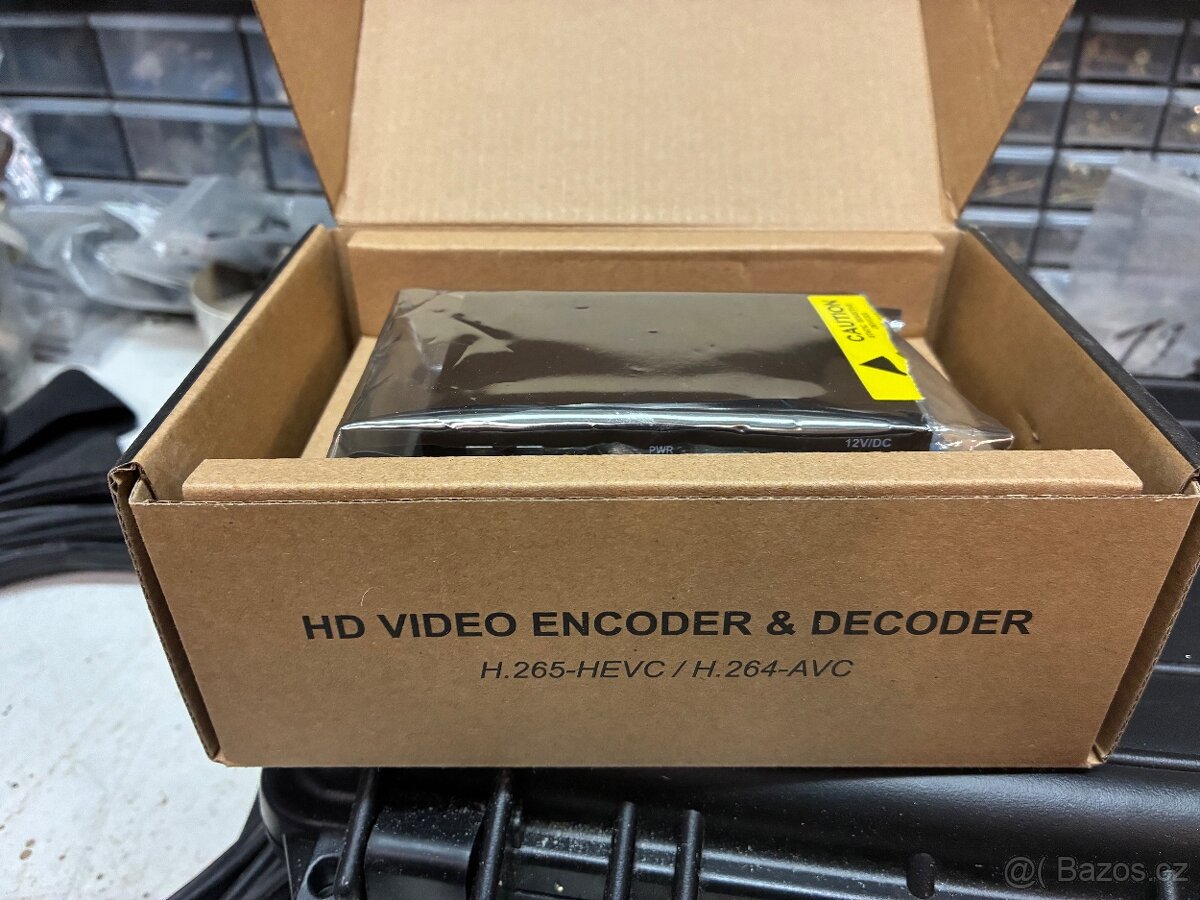 CAUTION
PWR
12V/DC
HD VIDEO ENCODER & DECODER
H.265-HEVC / H.264-AVC
@( Bazos.cz